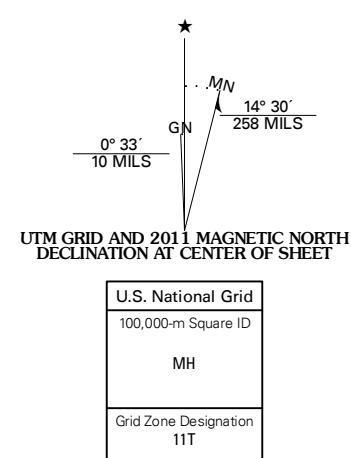 ★
MN
14° 30´
258 MILS
GN
0° 33´
10 MILS
UTM GRID AND 2011 MAGNETIC NORTH
DECLINATION AT CENTER OF SHEET
U.S. National Grid
100,000-m Square ID
MH
Grid Zone Designation
11T